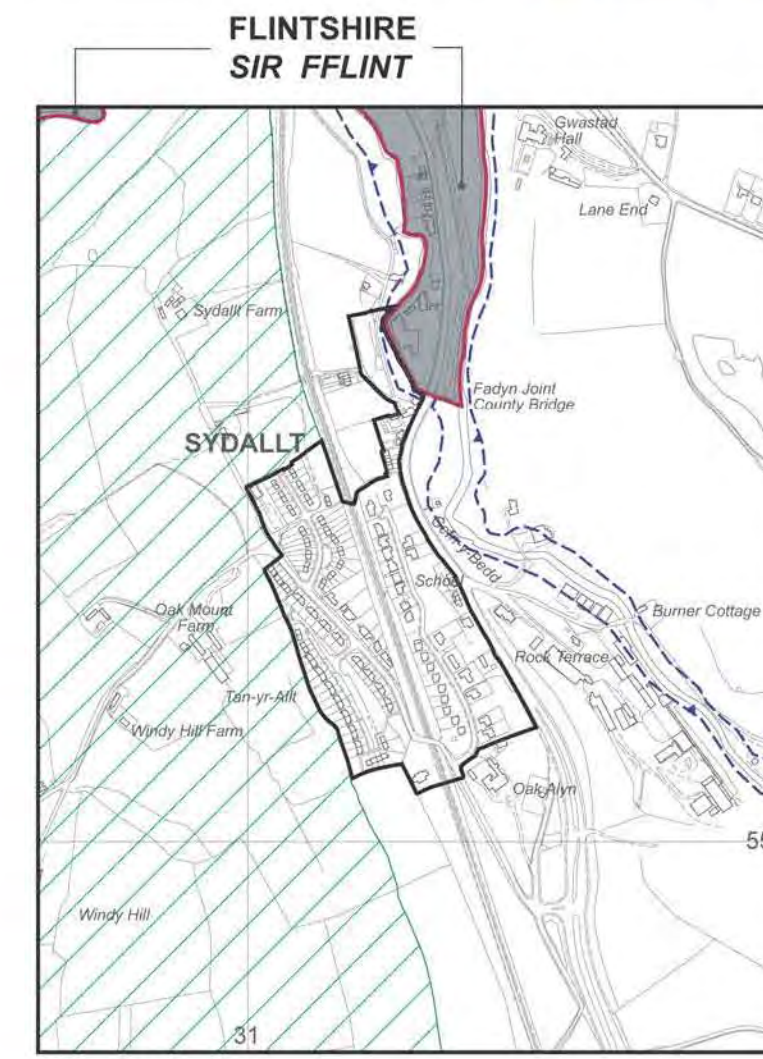 FLINTSHIRE
SIR FFLINT
Gwastad
Hall
Lane End
Sydallt Farm
Fadyn Joint
County Bridge
SYDALLT
Cefn-y-Bedd
School
Oak Mount
Farm
Burner Cottage
Rock Terrace
Tan-yr-Allt
Windy Hill Farm
Oak Alyn
55
Windy Hill
31